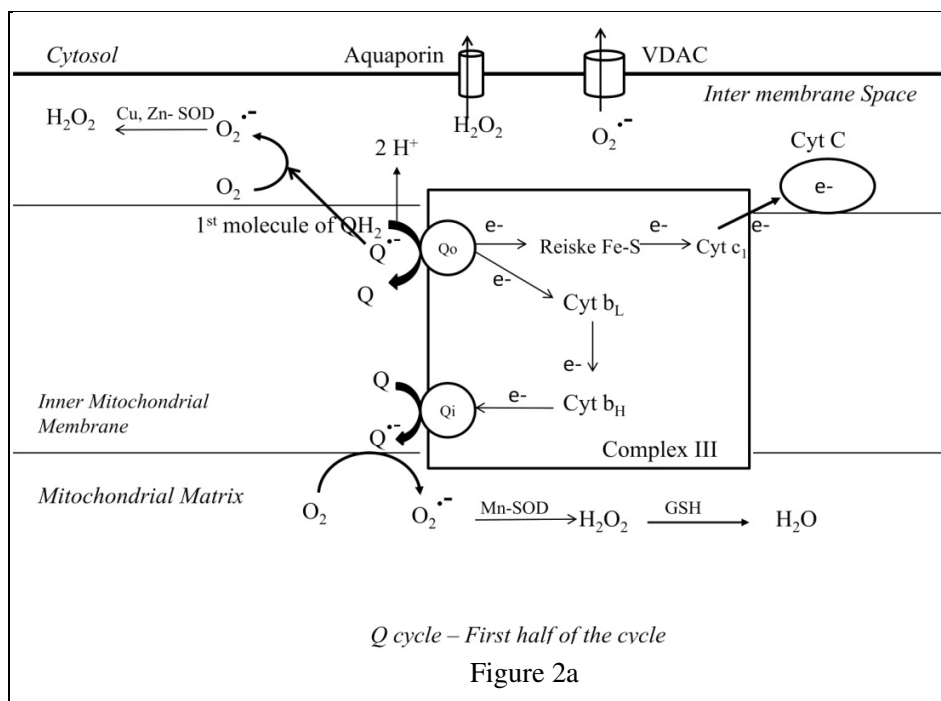 Cytosol
Aquaporin
VDAC
Inter membrane Space
H₂O₂
Cu, Zn- SOD
O₂•-
H₂O₂
O₂•-
2 H⁺
Cyt C
e-
O₂
1st molecule of QH₂
Q•-
Qo
e-
Reiske Fe-S
e-
Cyt c₁
e-
Q
e-
Cyt bL
e-
Q
Qi
e-
Cyt bH
Inner Mitochondrial
Membrane
Q•-
Complex III
Mitochondrial Matrix
O₂
O₂•-
Mn-SOD
H₂O₂
GSH
H₂O
Q cycle – First half of the cycle
Figure 2a